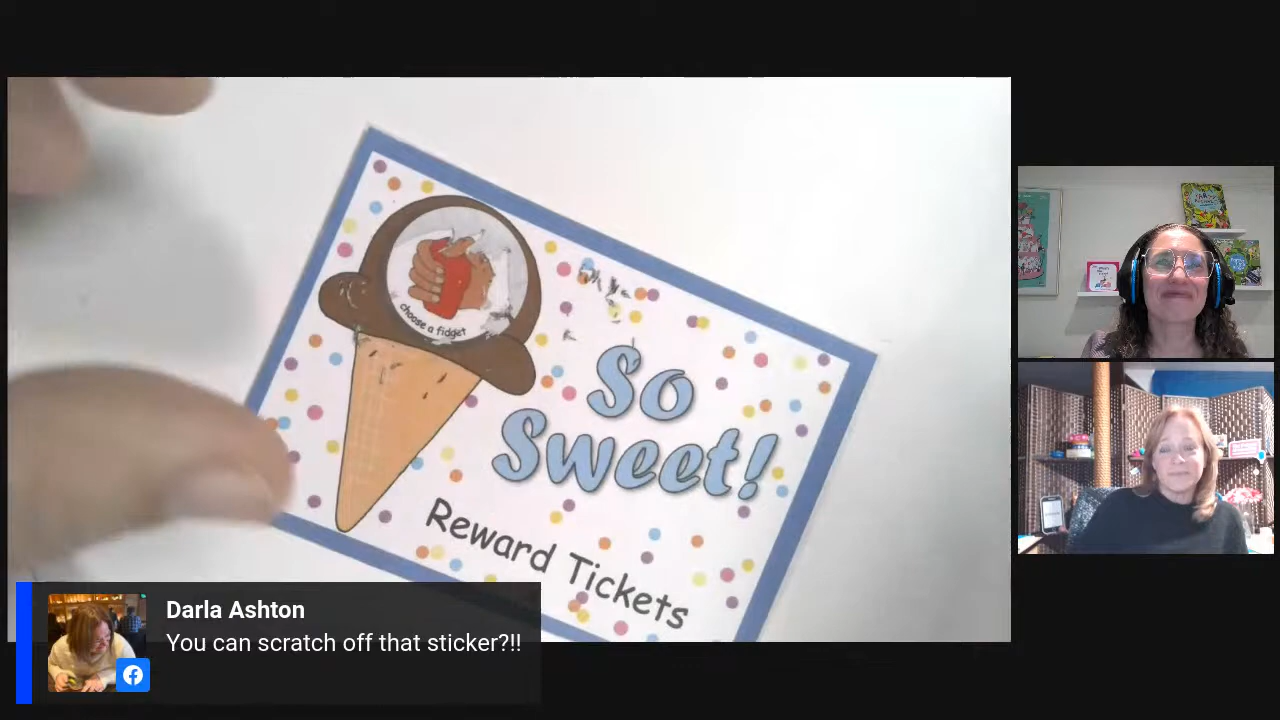 choose a fidget
So
Sweet!
Reward Tickets
Darla Ashton
You can scratch off that sticker?!!